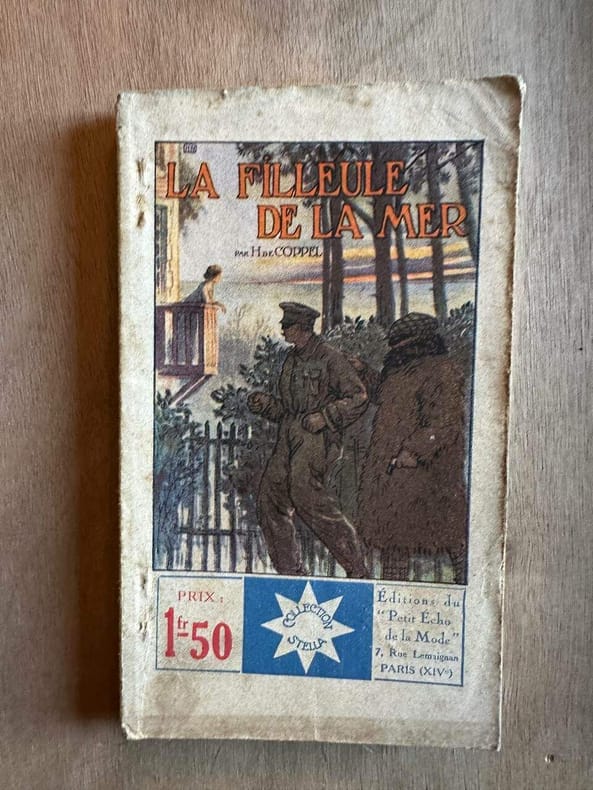 LA FILLEULE
DE LA MER
PAR H DE COPPEL
PRIX :
1fr50
COLLECTION
STELLA
Éditions du
"Petit Écho
de la Mode"
7, Rue Lemaignan
PARIS (XIVe)